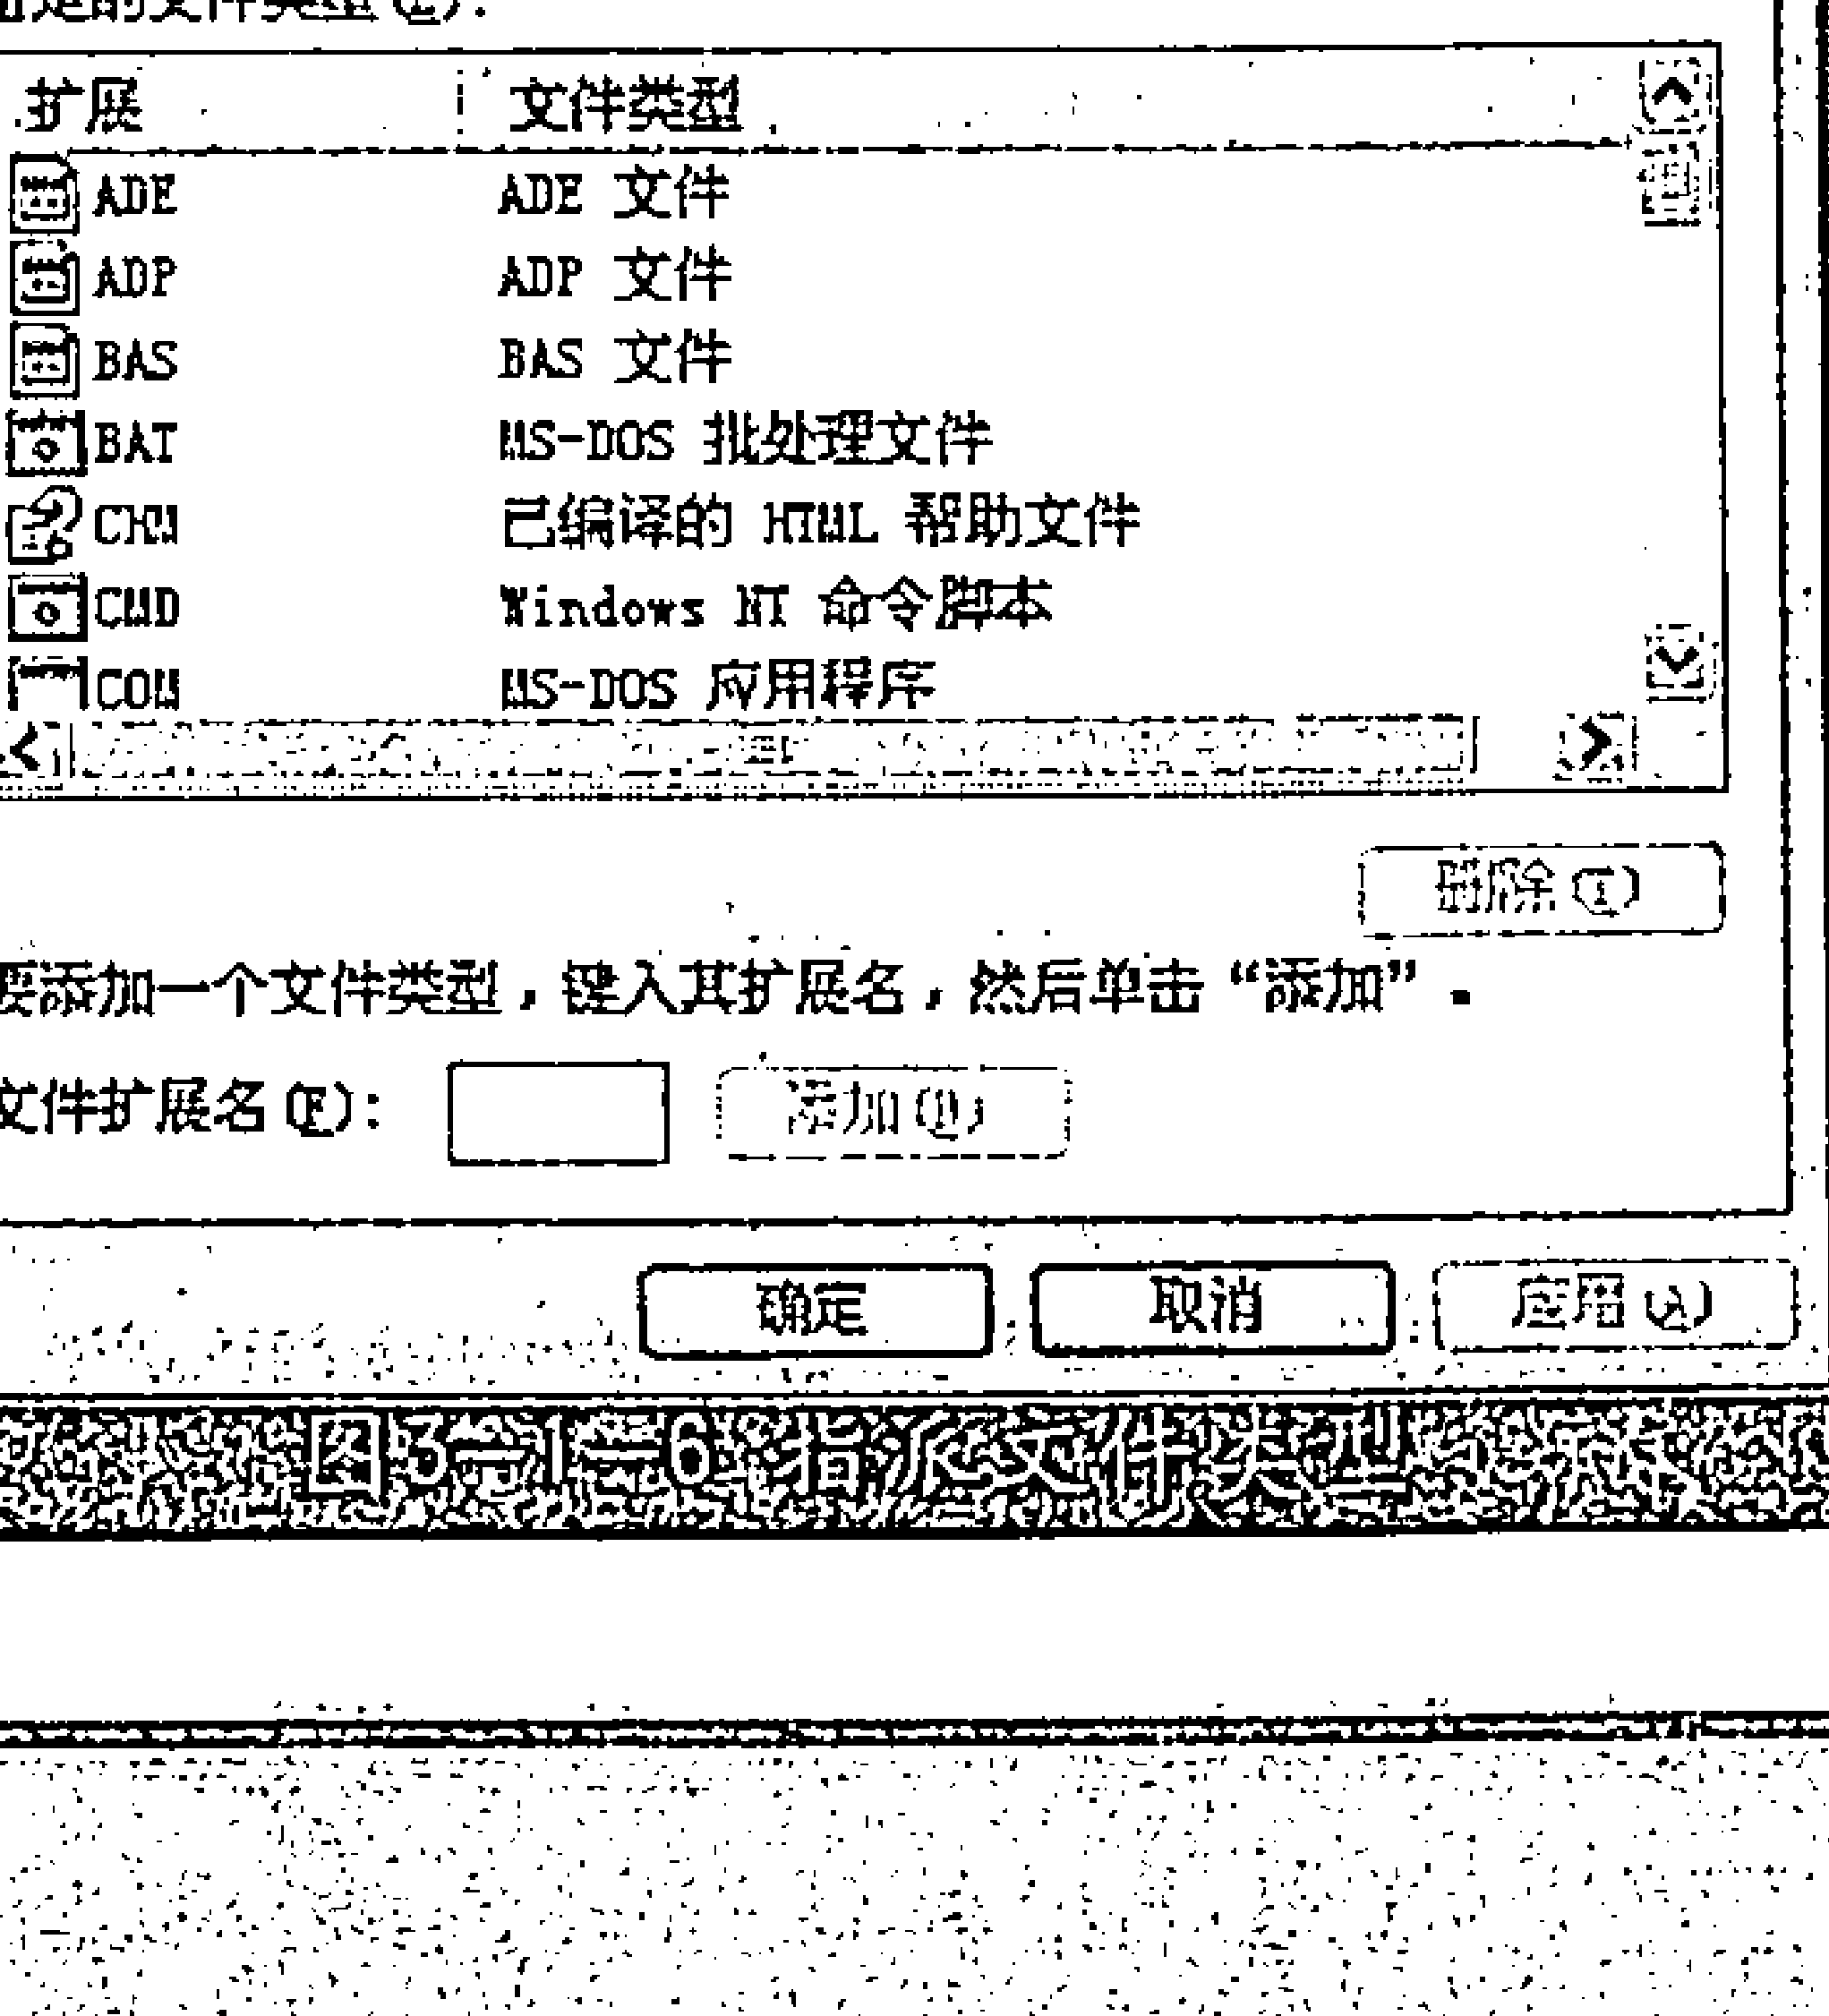 的文件类型
扩展 文件类型
ADE ADE 文件
ADP ADP 文件
BAS BAS 文件
BAT MS-DOS 批处理文件
CHM 已编译的 HTML 帮助文件
CMD Windows NT 命令脚本
COM MS-DOS 应用程序
删除
要添加一个文件类型，键入其扩展名，然后单击“添加”。
文件扩展名(F):
添加
确定 取消 应用(A)
图3—1—6 指派文件类型